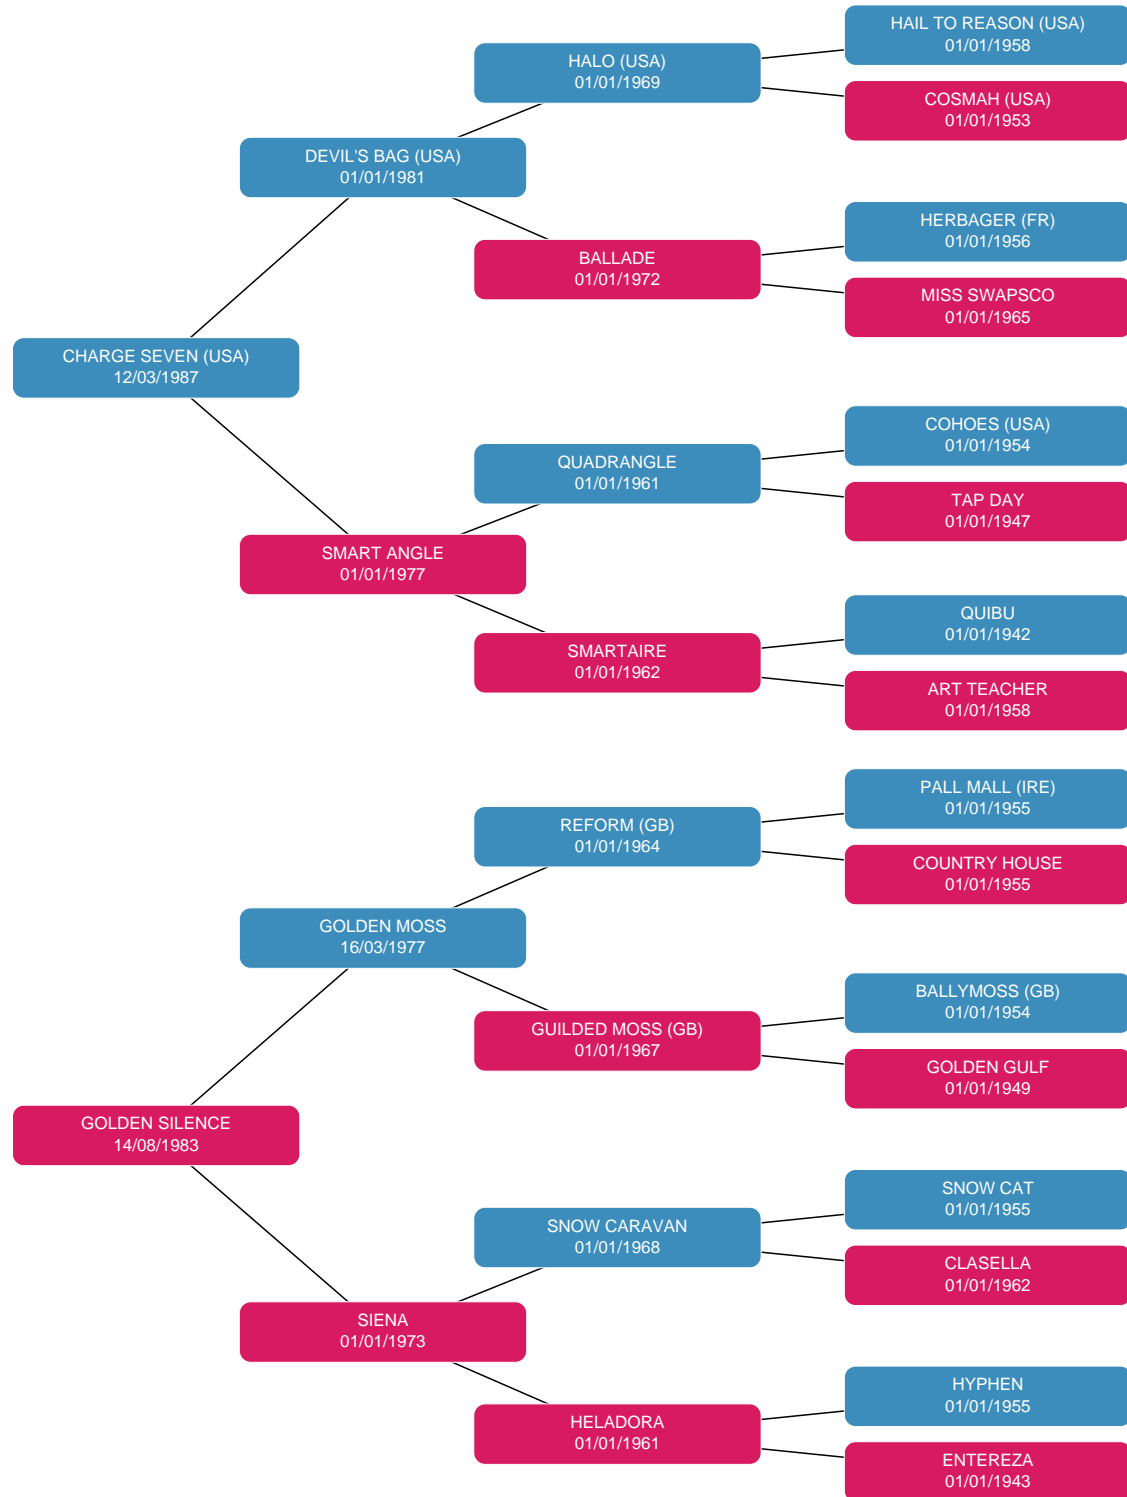 HAIL TO REASON (USA)
01/01/1958
HALO (USA)
01/01/1969
COSMAH (USA)
01/01/1953
DEVIL'S BAG (USA)
01/01/1981
HERBAGER (FR)
01/01/1956
BALLADE
01/01/1972
MISS SWAPSCO
01/01/1965
CHARGE SEVEN (USA)
12/03/1987
COHOES (USA)
01/01/1954
QUADRANGLE
01/01/1961
TAP DAY
01/01/1947
SMART ANGLE
01/01/1977
QUIBU
01/01/1942
SMARTAIRE
01/01/1962
ART TEACHER
01/01/1958
PALL MALL (IRE)
01/01/1955
REFORM (GB)
01/01/1964
COUNTRY HOUSE
01/01/1955
GOLDEN MOSS
16/03/1977
BALLYMOSS (GB)
01/01/1954
GUILDED MOSS (GB)
01/01/1967
GOLDEN GULF
01/01/1949
GOLDEN SILENCE
14/08/1983
SNOW CAT
01/01/1955
SNOW CARAVAN
01/01/1968
CLASELLA
01/01/1962
SIENA
01/01/1973
HYPHEN
01/01/1955
HELADORA
01/01/1961
ENTEREZA
01/01/1943